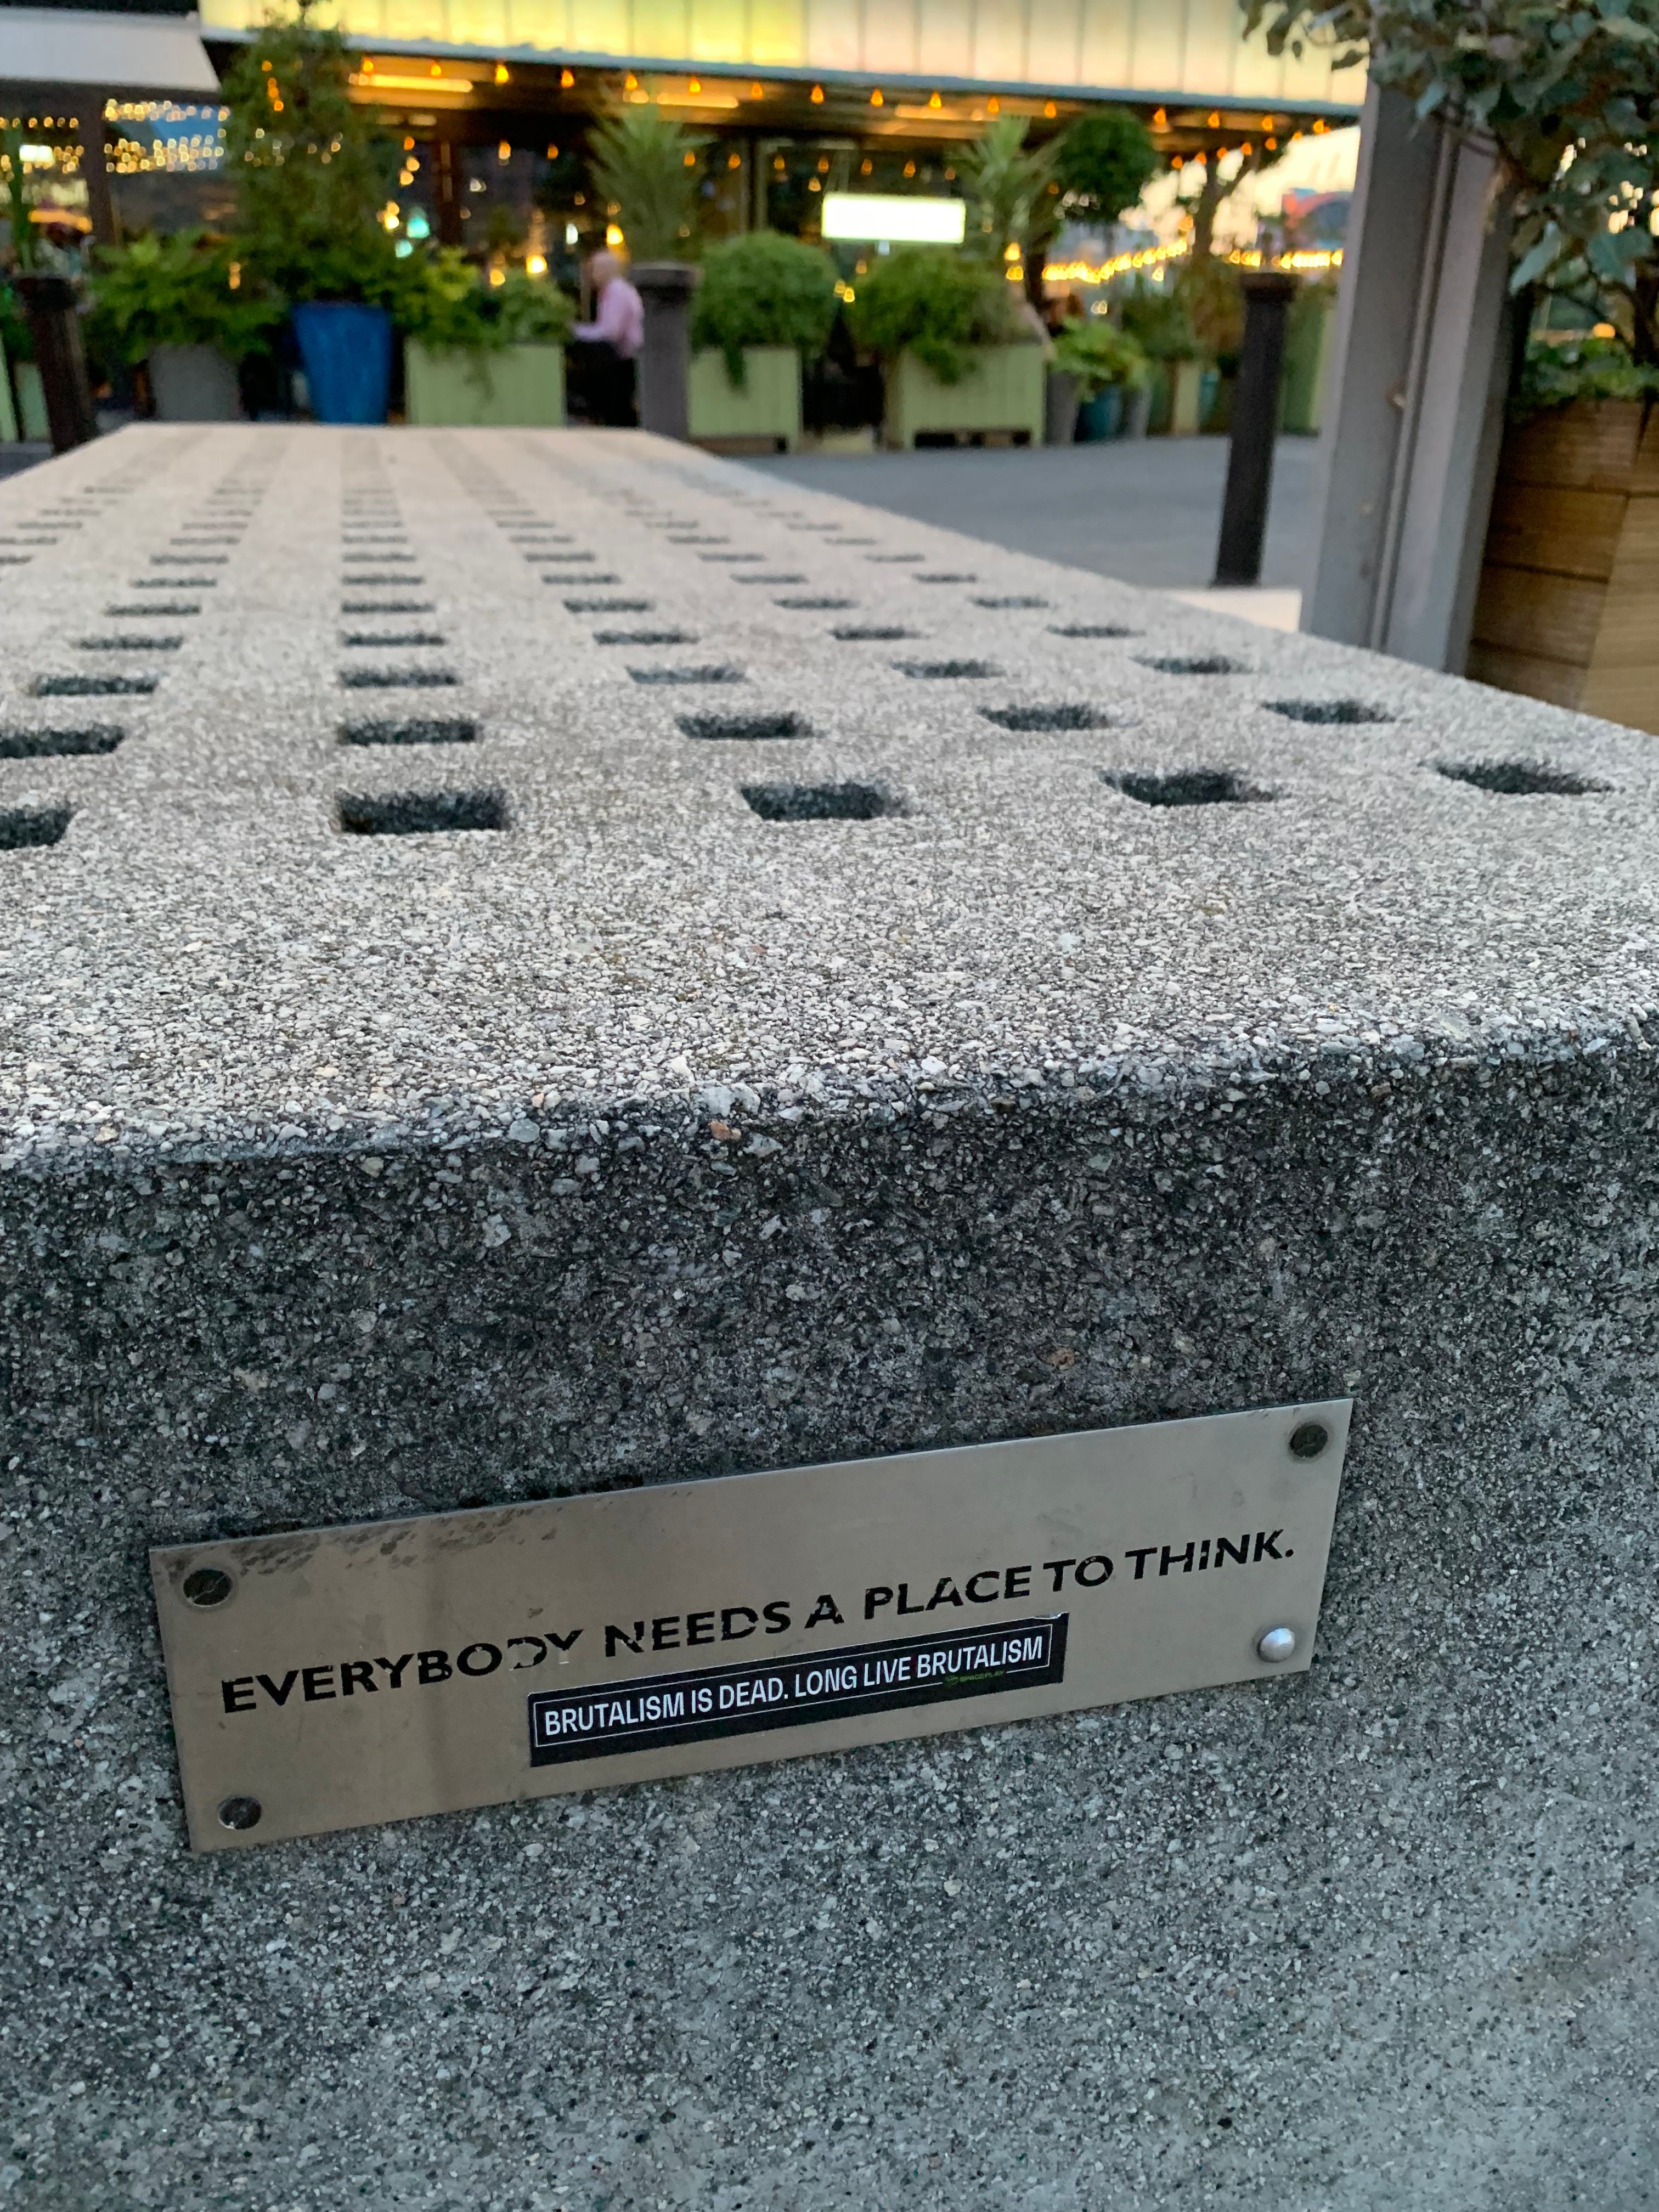 EVERYBODY NEEDS A PLACE TO THINK.
BRUTALISM IS DEAD. LONG LIVE BRUTALISM